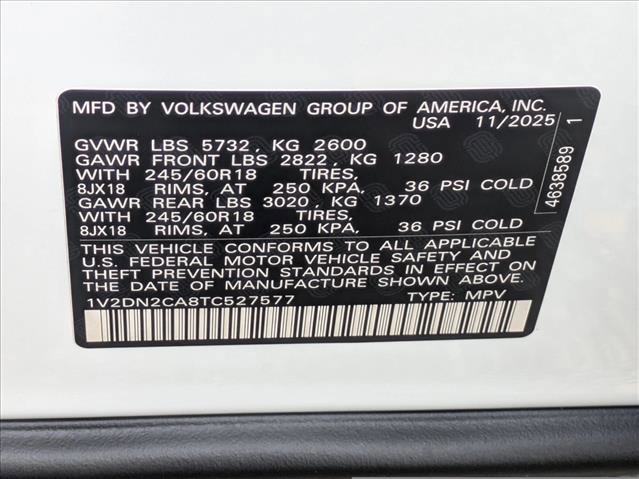 MFD BY VOLKSWAGEN GROUP OF AMERICA, INC.
USA 11/2025
GVWR LBS 5732, KG 2600
GAWR FRONT LBS 2822, KG 1280
WITH 245/60R18 TIRES,
8JX18 RIMS, AT 250 KPA, 36 PSI COLD
GAWR REAR LBS 3020, KG 1370
WITH 245/60R18 TIRES,
8JX18 RIMS, AT 250 KPA, 36 PSI COLD
THIS VEHICLE CONFORMS TO ALL APPLICABLE
U.S. FEDERAL MOTOR VEHICLE SAFETY AND
THEFT PREVENTION STANDARDS IN EFFECT ON
THE DATE OF MANUFACTURE SHOWN ABOVE.
1V2DN2CA8TC527577 TYPE: MPV
4638589 1